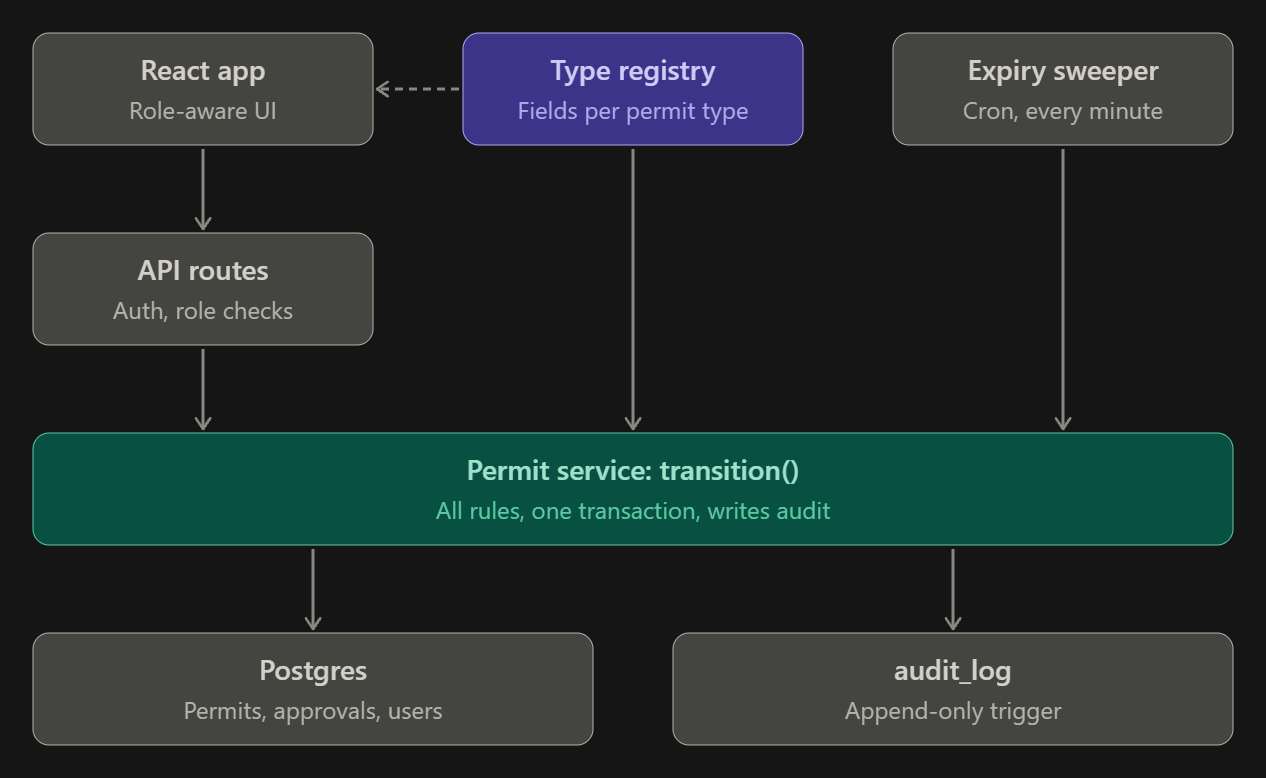 React app
Role-aware UI
Type registry
Fields per permit type
Expiry sweeper
Cron, every minute
API routes
Auth, role checks
Permit service: transition()
All rules, one transaction, writes audit
Postgres
Permits, approvals, users
audit_log
Append-only trigger